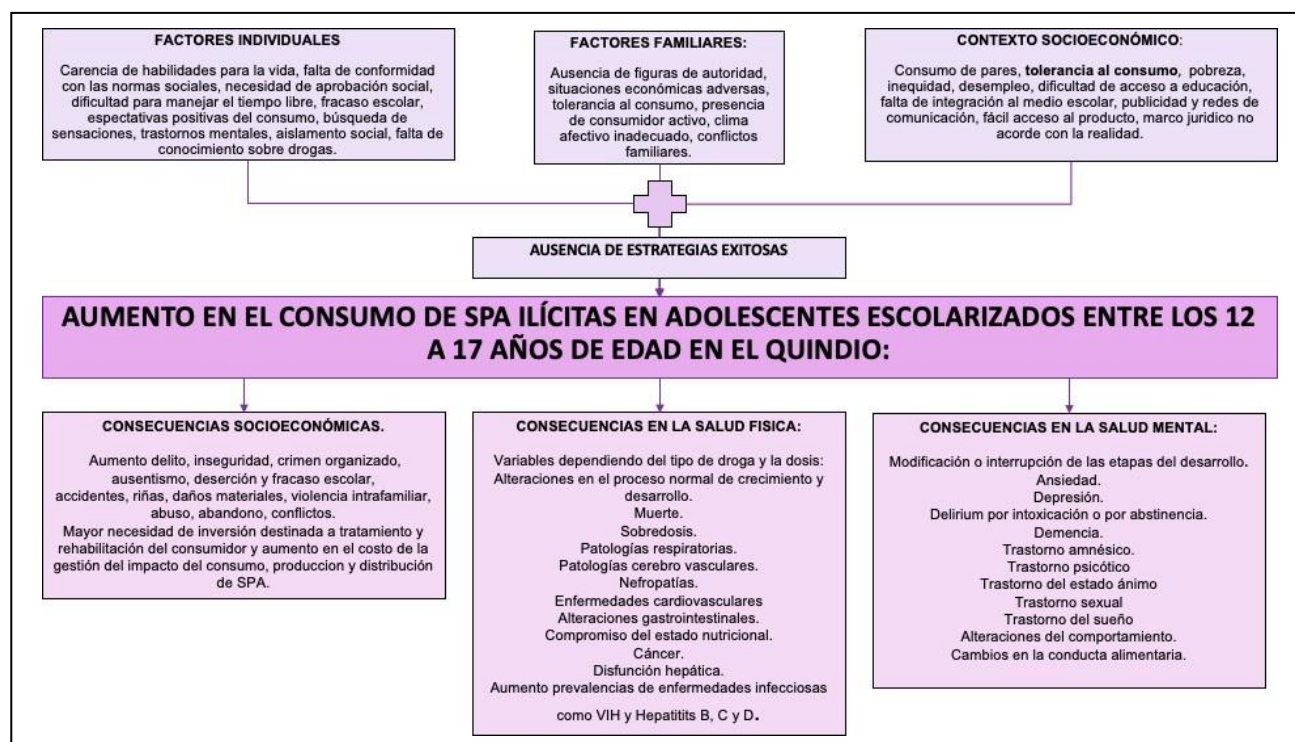 FACTORES INDIVIDUALES
Carencia de habilidades para la vida, falta de conformidad
con las normas sociales, necesidad de aprobación social,
dificultad para manejar el tiempo libre, fracaso escolar,
espectativas positivas del consumo, búsqueda de
sensaciones, trastornos mentales, aislamiento social, falta de
conocimiento sobre drogas.
FACTORES FAMILIARES:
Ausencia de figuras de autoridad,
situaciones económicas adversas,
tolerancia al consumo, presencia
de consumidor activo, clima
afectivo inadecuado, conflictos
familiares.
CONTEXTO SOCIOECONÓMICO:
Consumo de pares, tolerancia al consumo, pobreza,
inequidad, desempleo, dificultad de acceso a educación,
falta de integración al medio escolar, publicidad y redes de
comunicación, fácil acceso al producto, marco juridico no
acorde con la realidad.
AUSENCIA DE ESTRATEGIAS EXITOSAS
AUMENTO EN EL CONSUMO DE SPA ILÍCITAS EN ADOLESCENTES ESCOLARIZADOS ENTRE LOS 12
A 17 AÑOS DE EDAD EN EL QUINDIO:
CONSECUENCIAS SOCIOECONÓMICAS.
Aumento delito, inseguridad, crimen organizado,
ausentismo, deserción y fracaso escolar,
accidentes, riñas, daños materiales, violencia intrafamiliar,
abuso, abandono, conflictos.
Mayor necesidad de inversión destinada a tratamiento y
rehabilitación del consumidor y aumento en el costo de la
gestión del impacto del consumo, produccion y distribución
de SPA.
CONSECUENCIAS EN LA SALUD FISICA:
Variables dependiendo del tipo de droga y la dosis:
Alteraciones en el proceso normal de crecimiento y
desarrollo.
Muerte.
Sobredosis.
Patologías respiratorias.
Patologías cerebro vasculares.
Nefropatías.
Enfermedades cardiovasculares
Alteraciones gastrointestinales.
Compromiso del estado nutricional.
Cáncer.
Disfunción hepática.
Aumento prevalencias de enfermedades infecciosas
como VIH y Hepatitits B, C y D.
CONSECUENCIAS EN LA SALUD MENTAL:
Modificación o interrupción de las etapas del desarrollo.
Ansiedad.
Depresión.
Delirium por intoxicación o por abstinencia.
Demencia.
Trastorno amnésico.
Trastorno psicótico
Trastorno del estado ánimo
Trastorno sexual
Trastorno del sueño
Alteraciones del comportamiento.
Cambios en la conducta alimentaria.